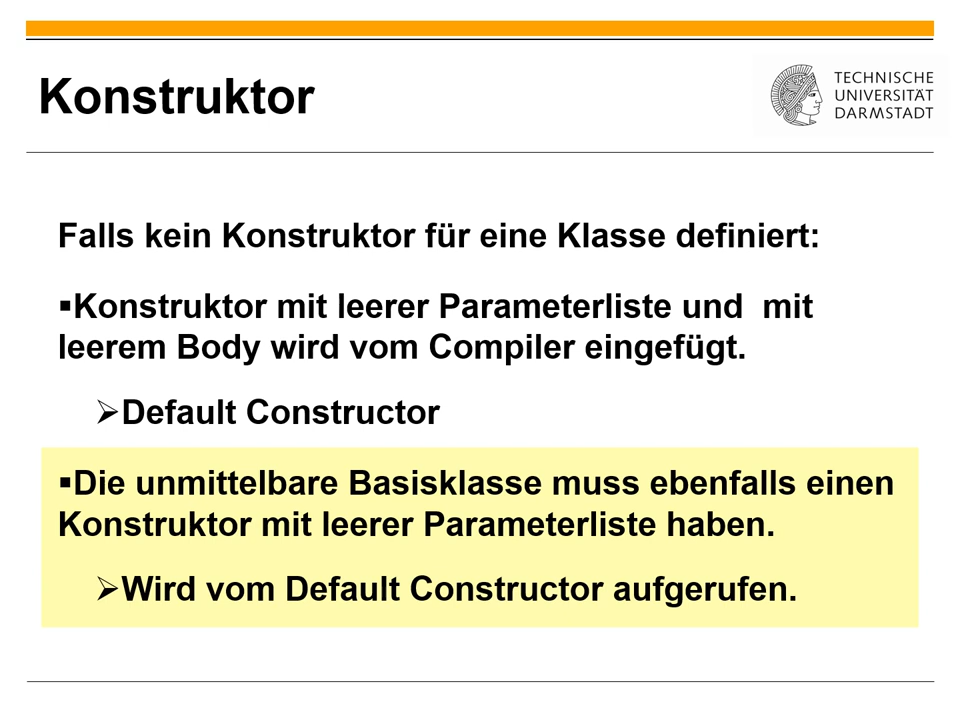 Konstruktor
TECHNISCHE
UNIVERSITÄT
DARMSTADT
Falls kein Konstruktor für eine Klasse definiert:
▪Konstruktor mit leerer Parameterliste und  mit
leerem Body wird vom Compiler eingefügt.
➢Default Constructor
▪Die unmittelbare Basisklasse muss ebenfalls einen
Konstruktor mit leerer Parameterliste haben.
➢Wird vom Default Constructor aufgerufen.